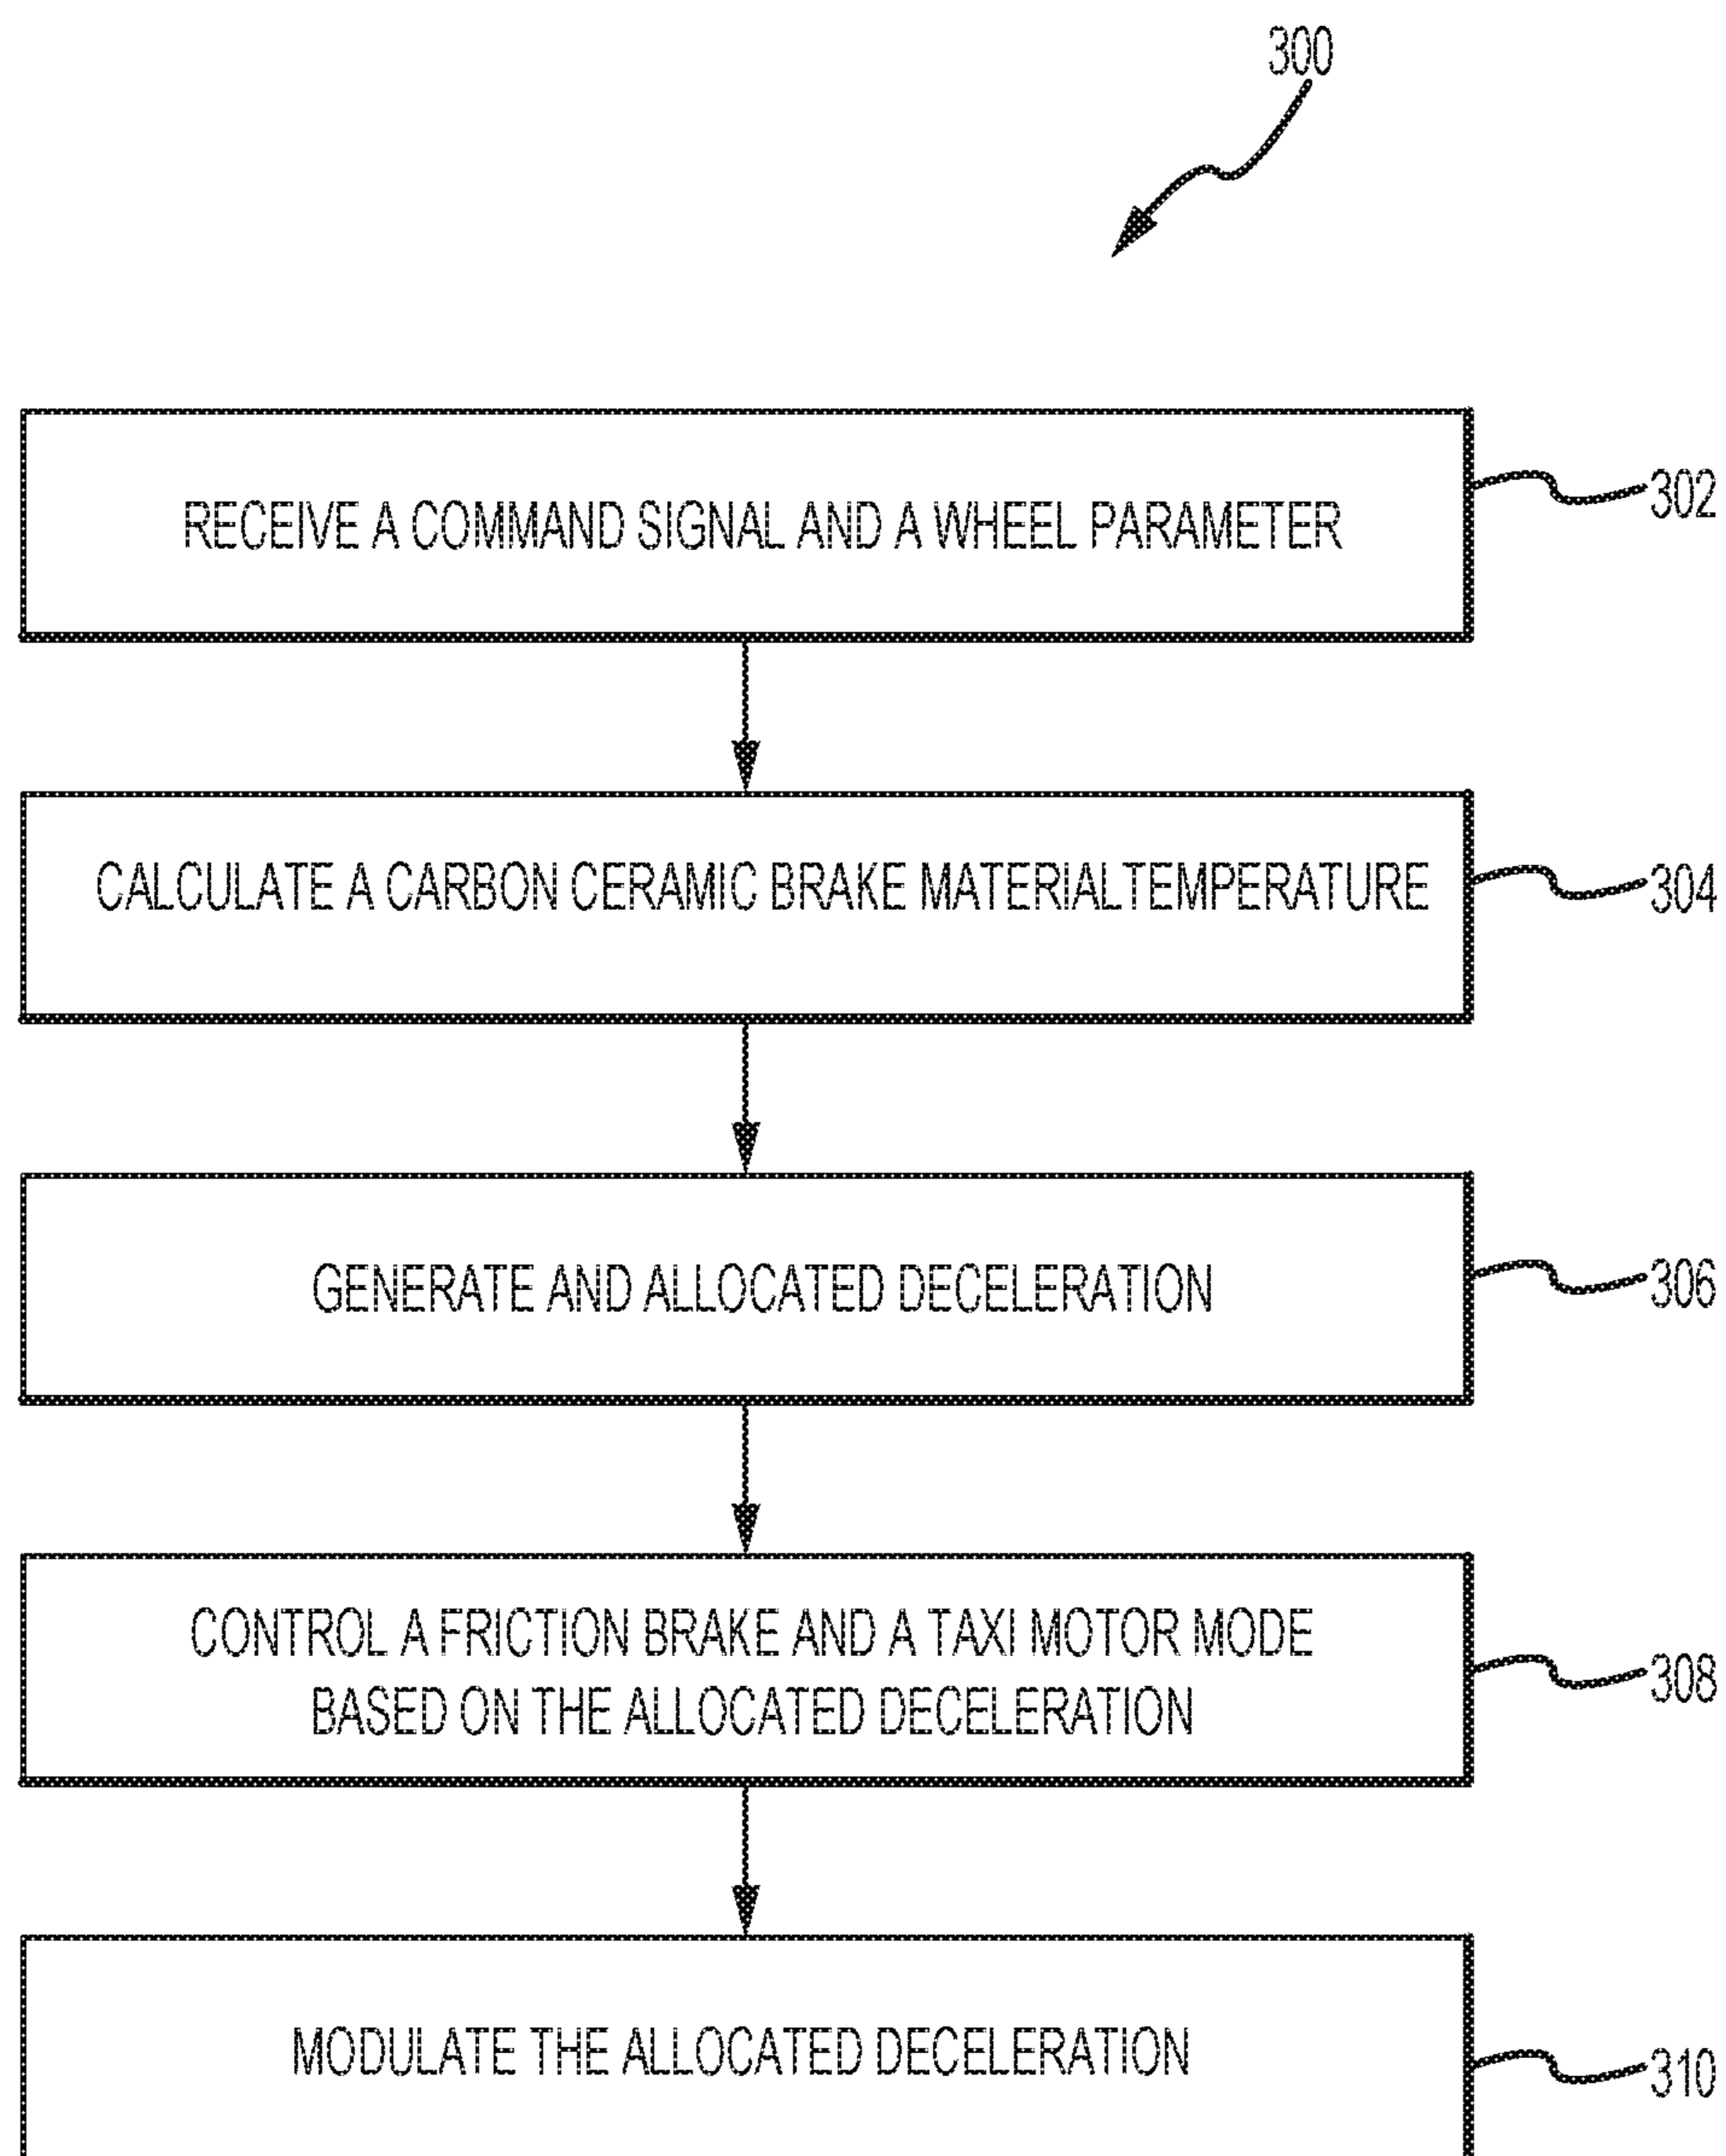 300
RECEIVE A COMMAND SIGNAL AND A WHEEL PARAMETER
302
CALCULATE A CARBON CERAMIC BRAKE MATERIALTEMPERATURE
304
GENERATE AND ALLOCATED DECELERATION
306
CONTROL A FRICTION BRAKE AND A TAXI MOTOR MODE
BASED ON THE ALLOCATED DECELERATION
308
MODULATE THE ALLOCATED DECELERATION
310